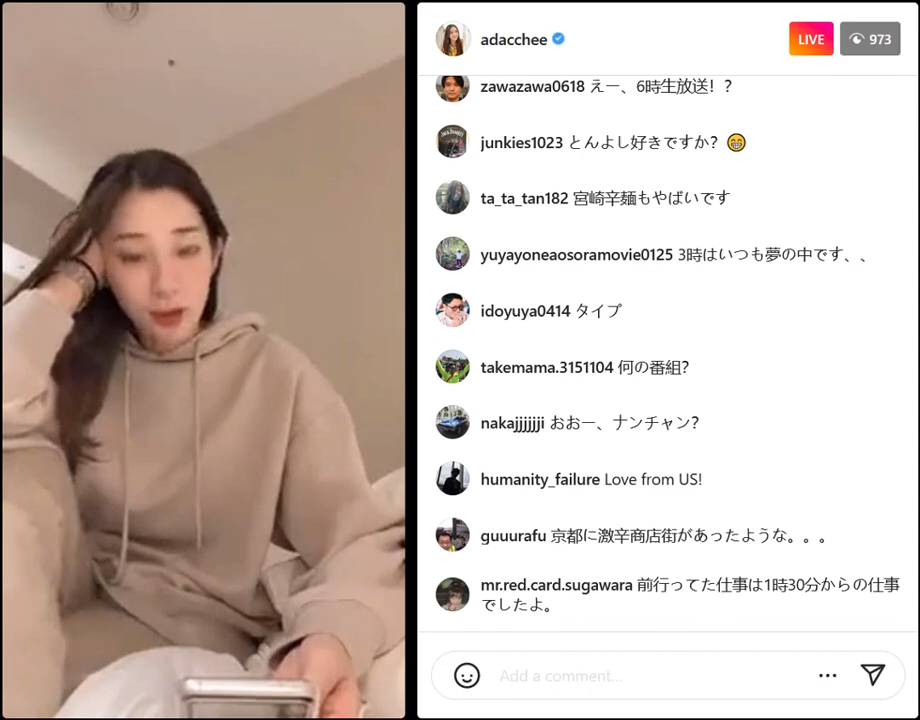 adacchee
LIVE
973
zawazawa0618 えー、6時生放送！？
junkies1023 とんよし好きですか？😁
ta_ta_tan182 宮崎辛麺もやばいです
yuyayoneaosoramovie0125 3時はいつも夢の中です、、
idoyuya0414 タイプ
takemama.3151104 何の番組?
nakajjjjjji おおー、ナンチャン?
humanity_failure Love from US!
guuurafu 京都に激辛商店街があったような。。。
mr.red.card.sugawara 前行ってた仕事は1時30分からの仕事
でしたよ。
Add a comment...